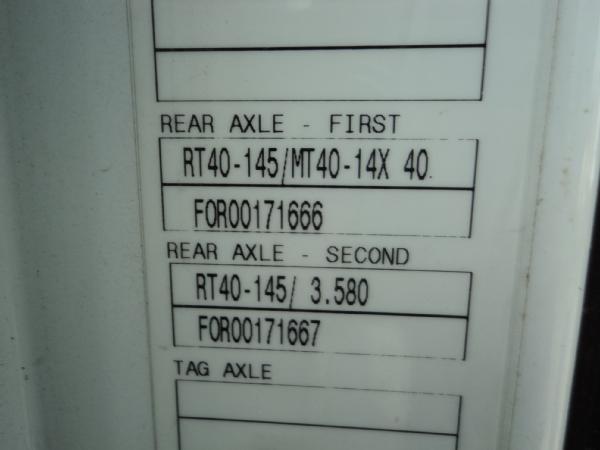 REAR AXLE - FIRST
RT40-145/MT40-14X 40.
FOR00171666
REAR AXLE - SECOND
RT40-145/ 3.580
FOR00171667
TAG AXLE